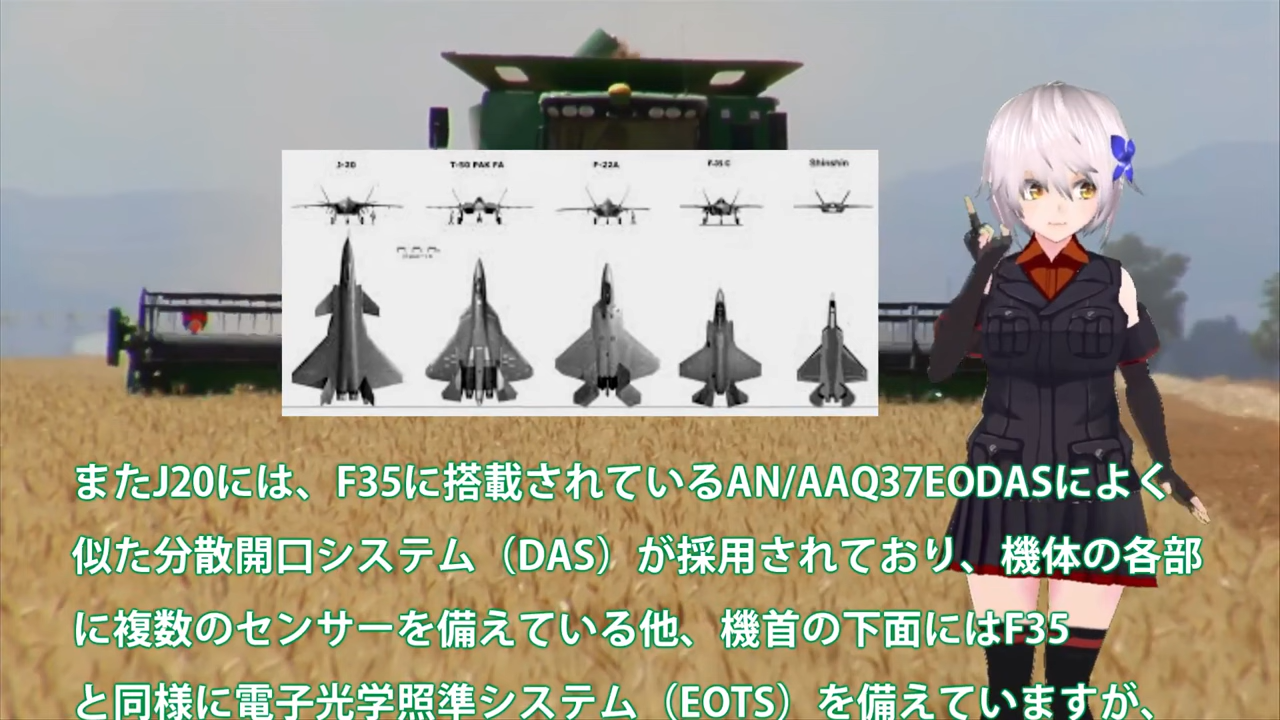 J-20 T-50 PAK FA F-22A F-35 C Shinshin
またJ20には、F35に搭載されているAN/AAQ37EODASによく
似た分散開口システム（DAS）が採用されており、機体の各部
に複数のセンサーを備えている他、機首の下面にはF35
と同様に電子光学照準システム（EOTS）を備えていますが、